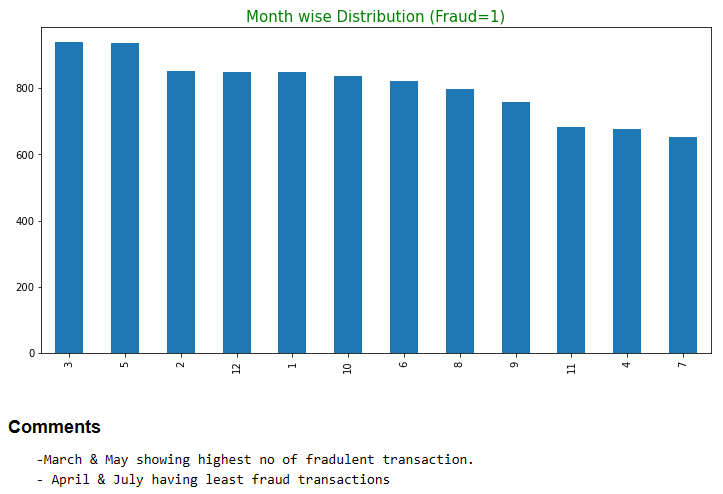 Month wise Distribution (Fraud=1)
800
600
400
200
0
3 5 2 12 1 10 6 8 9 11 4 7
Comments
-March & May showing highest no of fradulent transaction.
- April & July having least fraud transactions